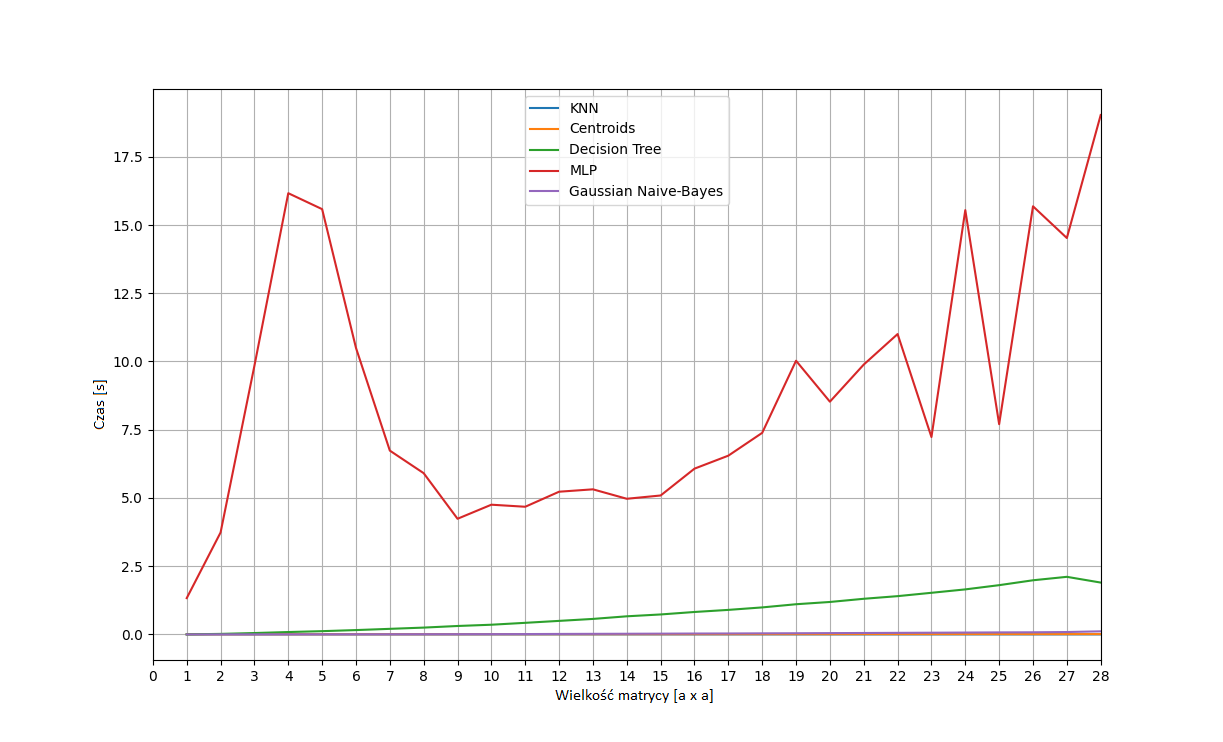 KNN
Centroids
Decision Tree
MLP
Gaussian Naive-Bayes
17.5
15.0
12.5
10.0
7.5
5.0
2.5
0.0
Czas [s]
0 1 2 3 4 5 6 7 8 9 10 11 12 13 14 15 16 17 18 19 20 21 22 23 24 25 26 27 28
Wielkość matrycy [a x a]